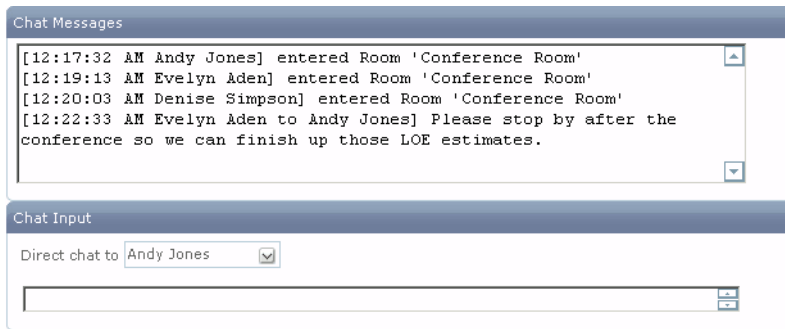 Chat Messages
[12:17:32 AM Andy Jones] entered Room 'Conference Room'
[12:19:13 AM Evelyn Aden] entered Room 'Conference Room'
[12:20:03 AM Denise Simpson] entered Room 'Conference Room'
[12:22:33 AM Evelyn Aden to Andy Jones] Please stop by after the
conference so we can finish up those LOE estimates.
Chat Input
Direct chat to Andy Jones